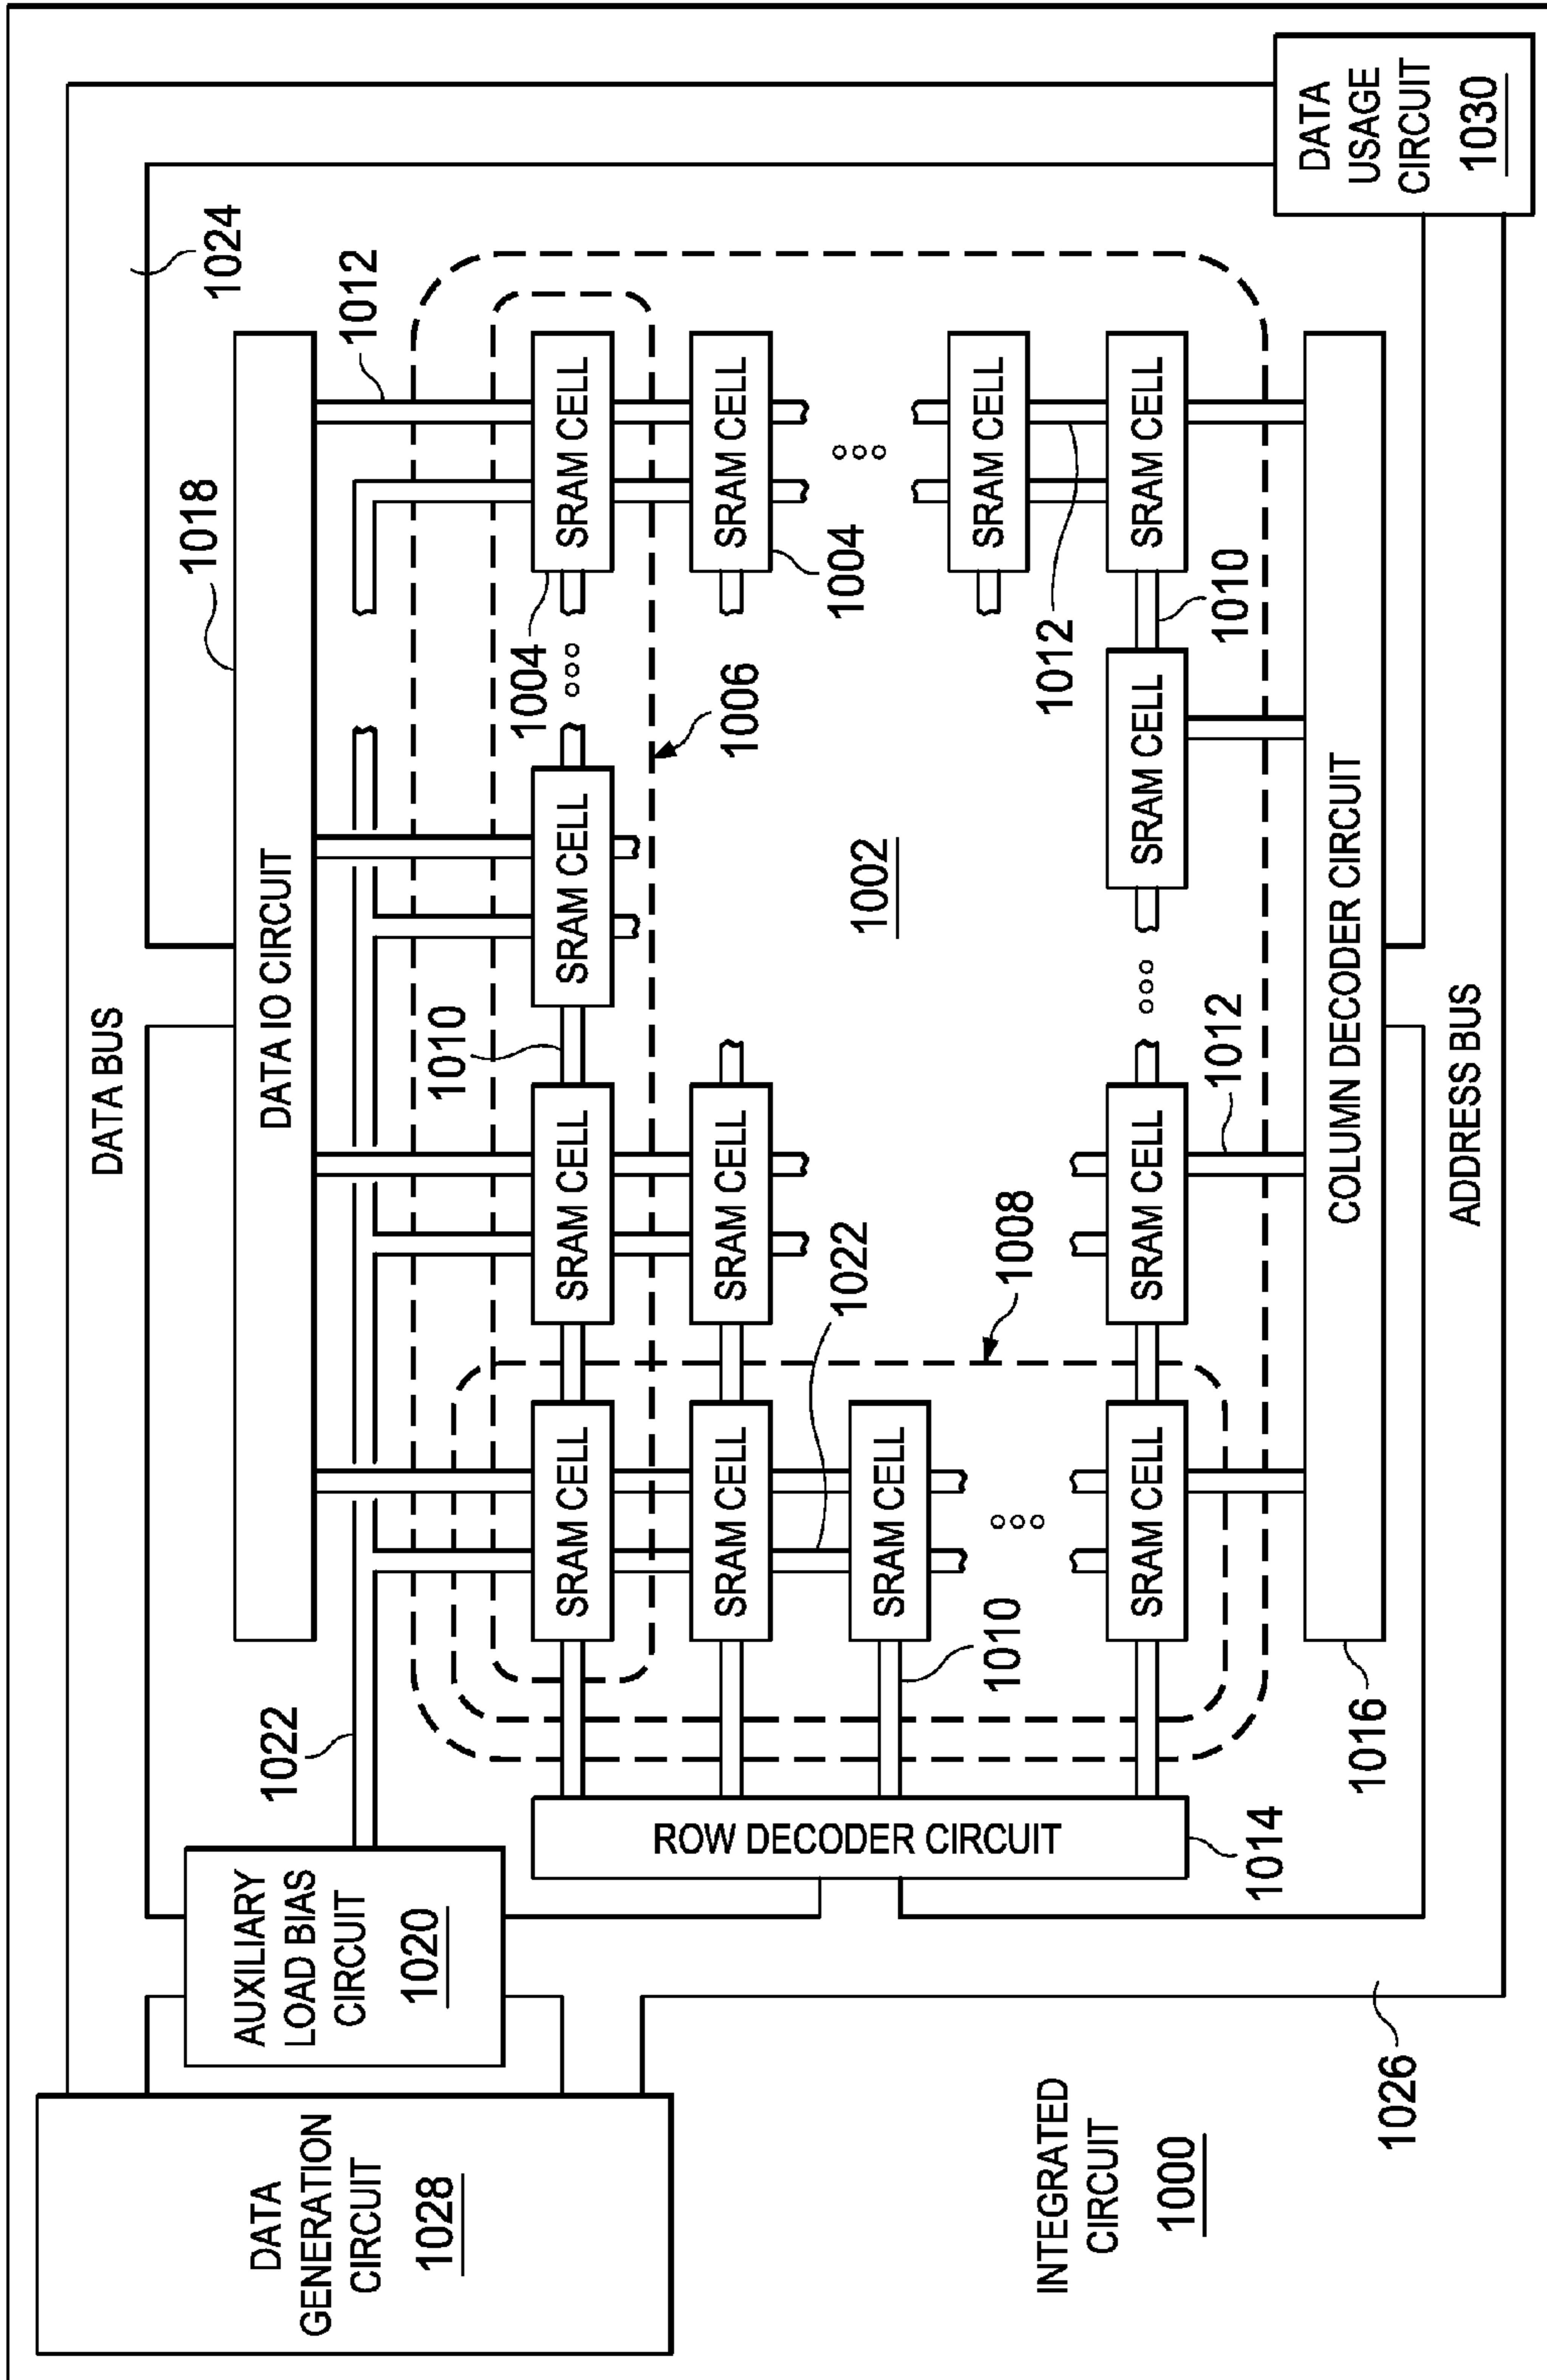 DATA BUS
DATA
GENERATION
CIRCUIT
1028
AUXILIARY
LOAD BIAS
CIRCUIT
1020
DATA IO CIRCUIT
1018
1024
1022
1012
1010
1004
SRAM CELL
SRAM CELL
SRAM CELL
SRAM CELL
1006
SRAM CELL
SRAM CELL
SRAM CELL
1022
1004
1002
SRAM CELL
ROW DECODER CIRCUIT
1010
1008
SRAM CELL
1012
SRAM CELL
SRAM CELL
SRAM CELL
SRAM CELL
1014
1012
1010
COLUMN DECODER CIRCUIT
1016
ADDRESS BUS
1026
INTEGRATED
CIRCUIT
1000
DATA
USAGE
CIRCUIT
1030